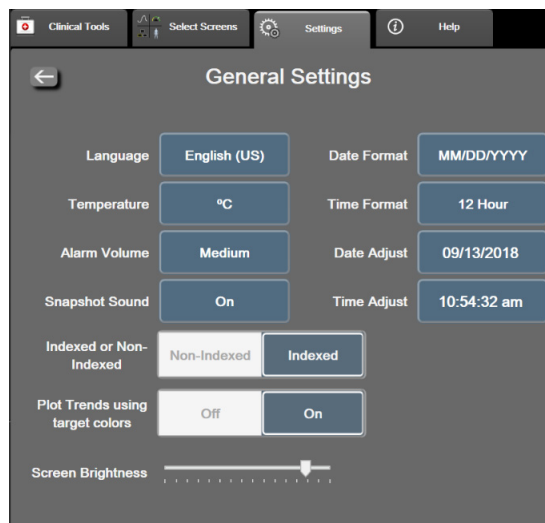 Clinical Tools Select Screens Settings Help
General Settings
Language English (US) Date Format MM/DD/YYYY
Temperature ºC Time Format 12 Hour
Alarm Volume Medium Date Adjust 09/13/2018
Snapshot Sound On Time Adjust 10:54:32 am
Indexed or Non-
Indexed
Non-Indexed Indexed
Plot Trends using
target colors
Off On
Screen Brightness